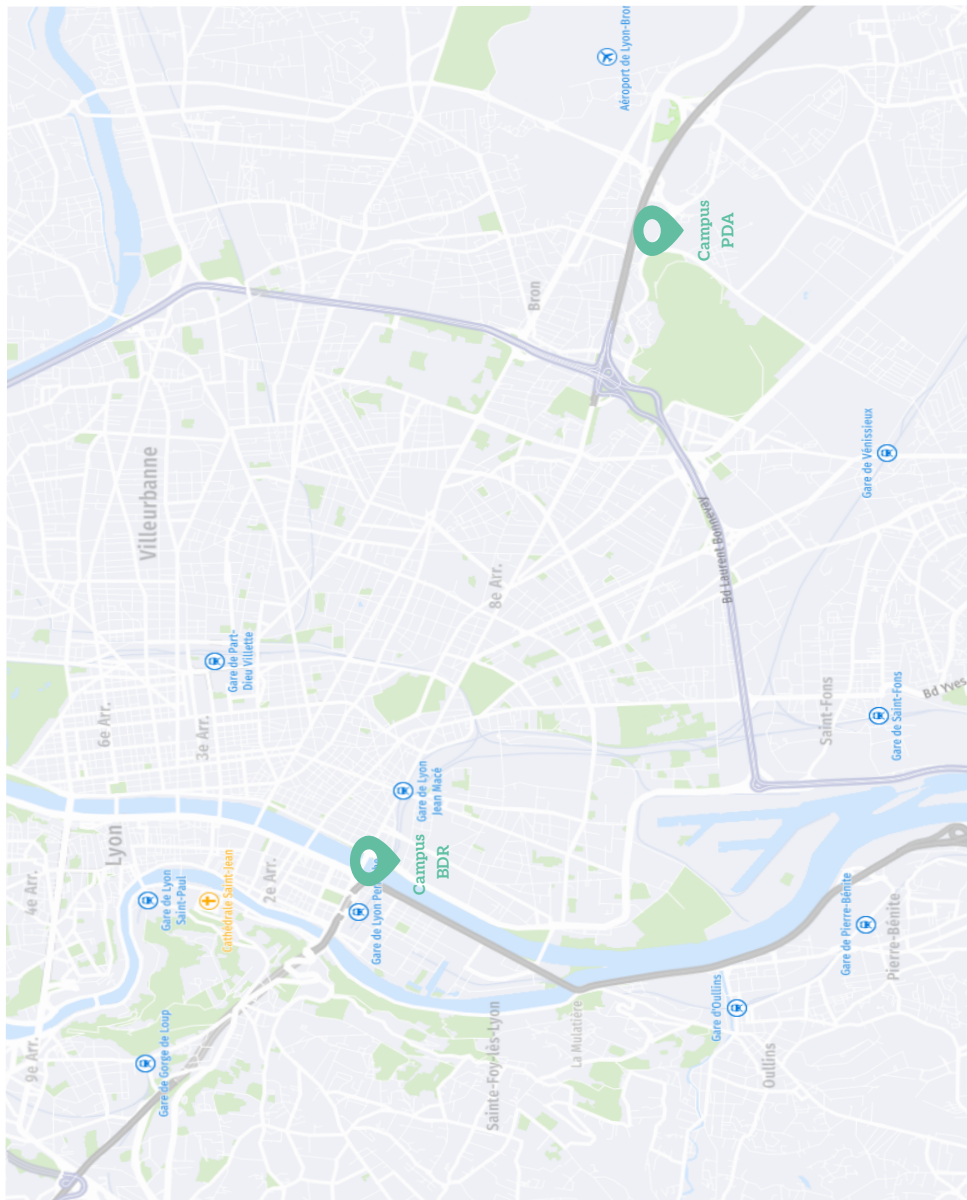 9e Arr.
4e Arr.
6e Arr.
Lyon
Villeurbanne
Gare de Gorge de Loup
Gare de Lyon
Saint-Paul
3e Arr.
Cathédrale Saint-Jean
Gare de Part-
Dieu Villette
2e Arr.
Gare de Lyon
Campus
BDR
Gare de Lyon
Jean Macé
Sainte-Foy-lès-Lyon
8e Arr.
Bron
La Mulatière
Aéroport de Lyon-Bron
Campus
PDA
Gare d'Oullins
Bd Laurent Bonnevay
Oullins
Saint-Fons
Gare de Pierre-Bénite
Gare de Vénissieux
Pierre-Bénite
Gare de Saint-Fons
Bd Yves